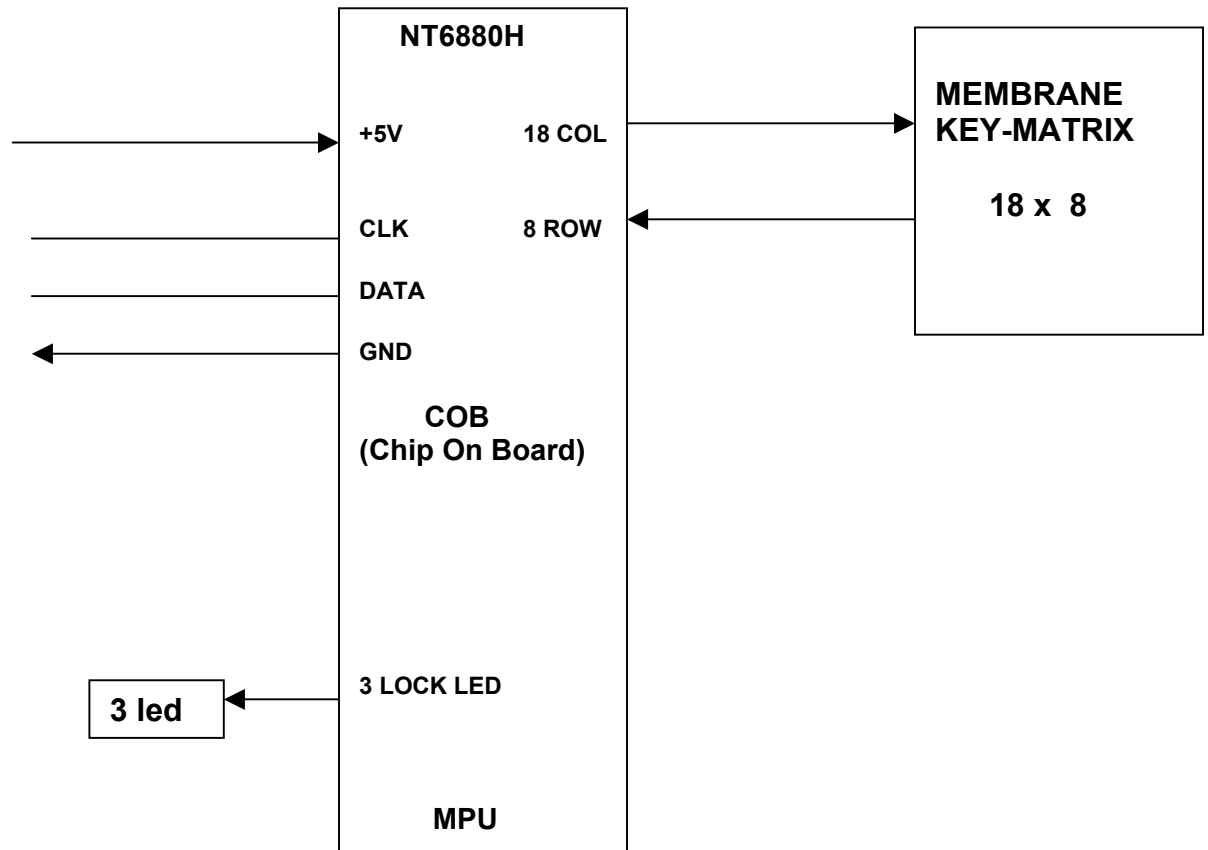 NT6880H
+5V
18 COL
CLK
8 ROW
DATA
GND
COB
(Chip On Board)
3 LOCK LED
MPU
MEMBRANE
KEY-MATRIX
18 x 8
3 led